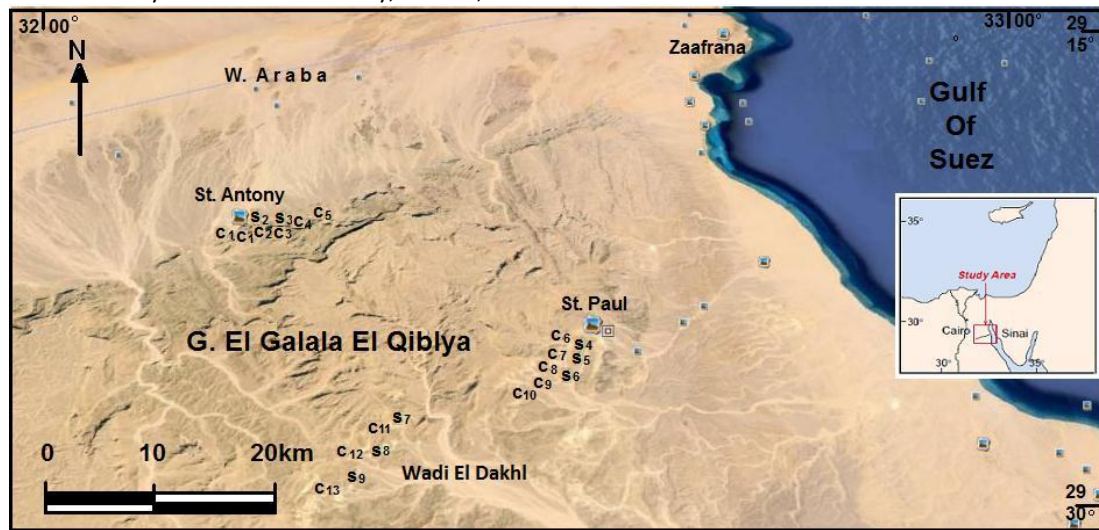 32 00'
33 00'
29
15°
N
W. Araba
Zaafrana
Gulf
Of
Suez
St. Antony
s2 s3 c4 c5
c1 c1 c2 c3
35°
Study Area
30°
Cairo
Sinai
30°
35°
St. Paul
c6 s4
c7 s5
c8 s6
c9
c10
G. El Galala El Qiblya
s7
c11
c12 s8
s9
c13
Wadi El Dakhl
0 10 20km
29
30°